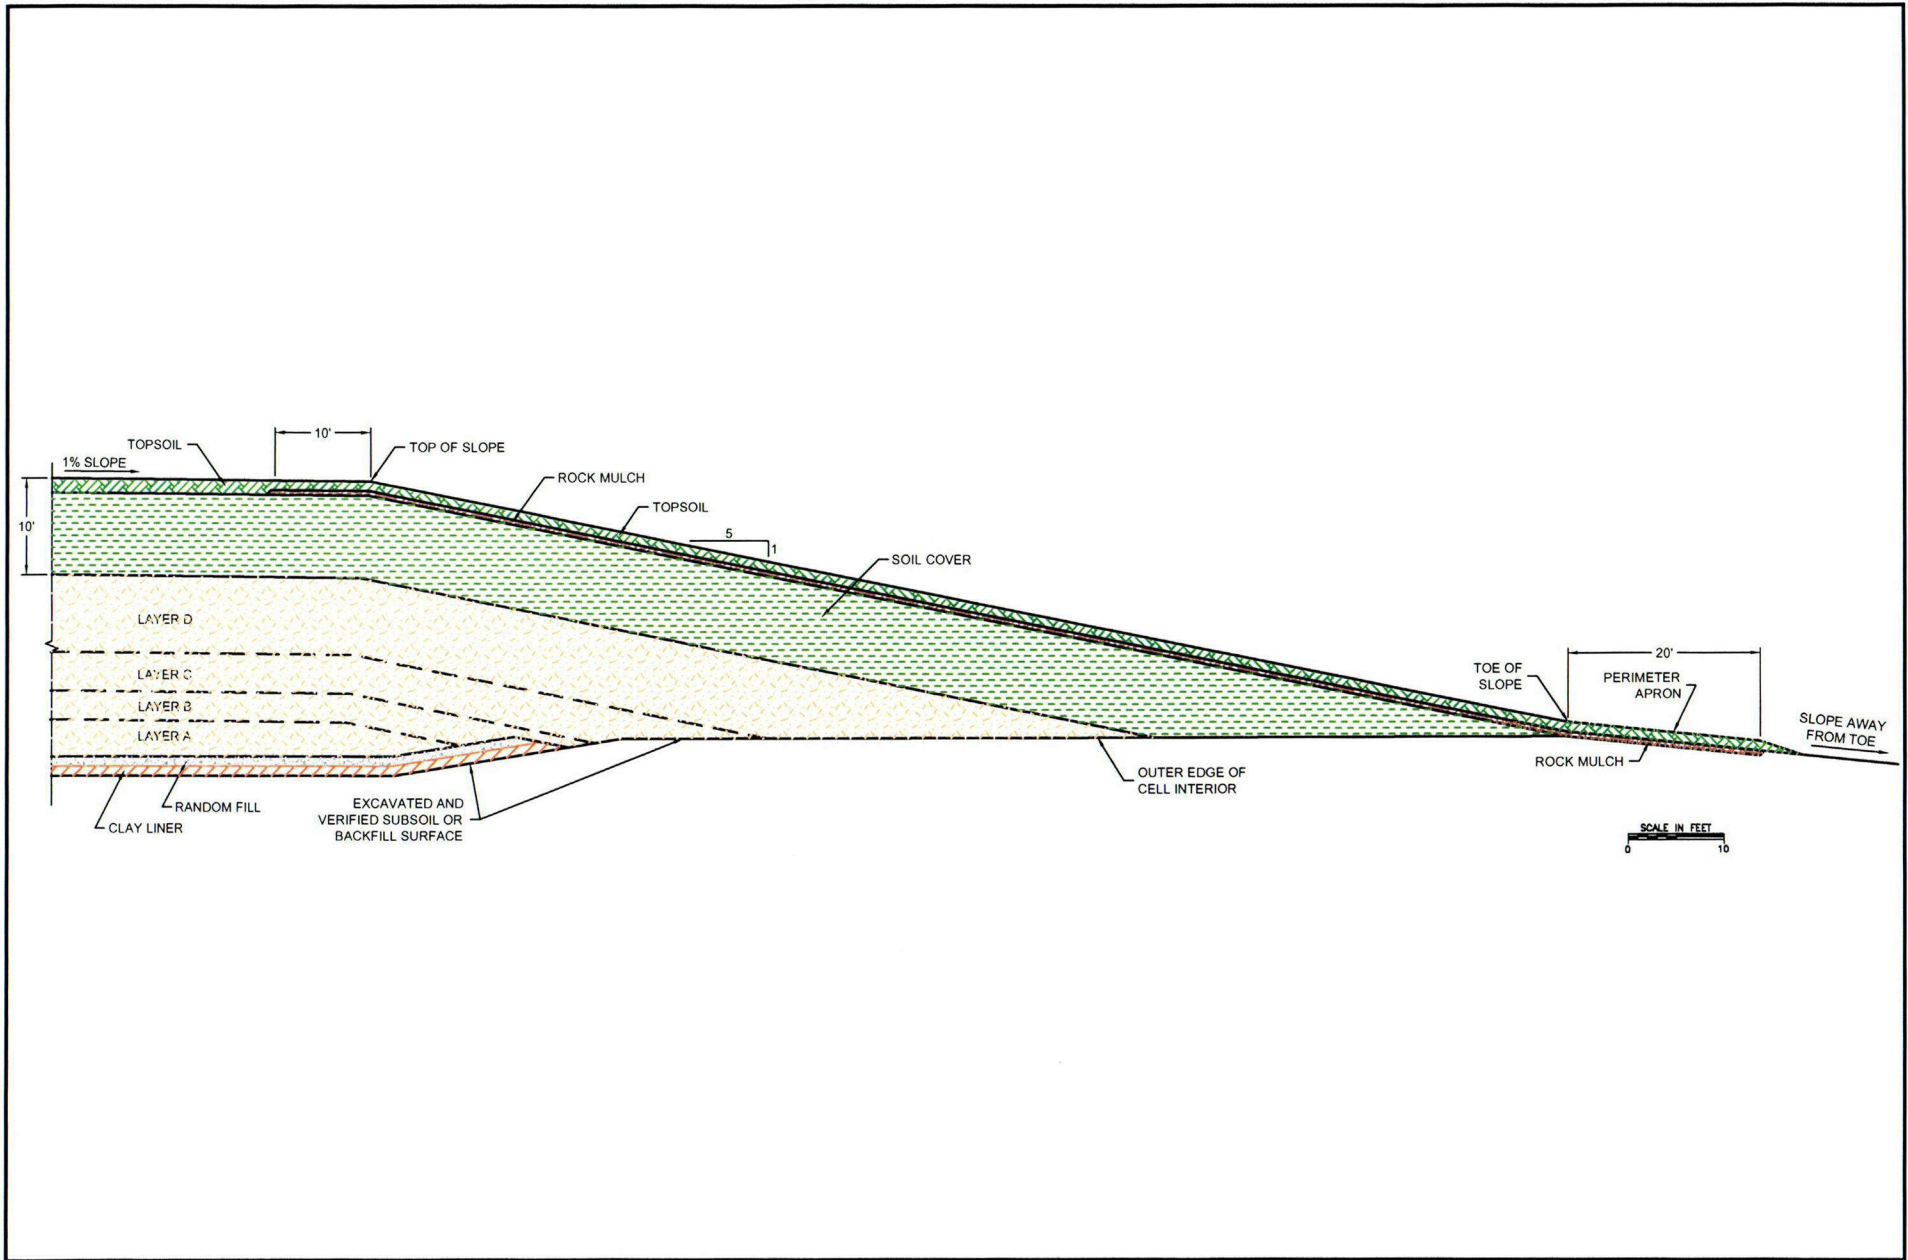 10'
TOPSOIL
TOP OF SLOPE
1% SLOPE
ROCK MULCH
TOPSOIL
10'
5
1
SOIL COVER
LAYER D
20'
TOE OF
SLOPE
PERIMETER
APRON
LAYER C
LAYER B
SLOPE AWAY
FROM TOE
LAYER A
ROCK MULCH
OUTER EDGE OF
CELL INTERIOR
RANDOM FILL
EXCAVATED AND
VERIFIED SUBSOIL OR
BACKFILL SURFACE
CLAY LINER
SCALE IN FEET
0 10